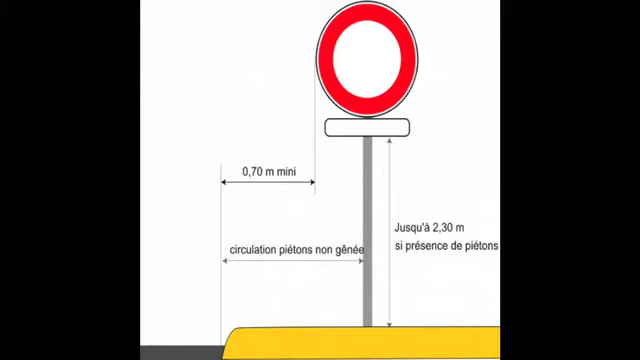 0,70 m mini
Jusqu'à 2,30 m
si présence de piétons
circulation piétons non gênée